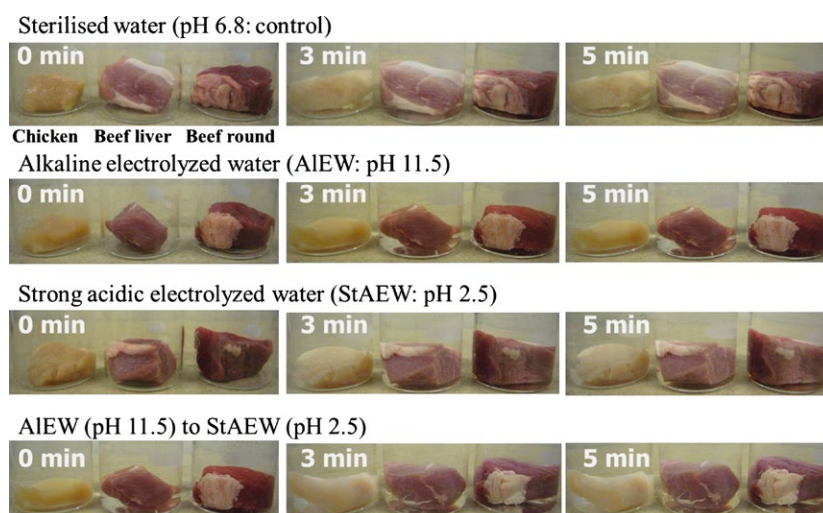 Sterilised water (pH 6.8: control)
0 min 3 min 5 min
Chicken Beef liver Beef round
Alkaline electrolyzed water (AlEW: pH 11.5)
0 min 3 min 5 min
Strong acidic electrolyzed water (StAEW: pH 2.5)
0 min 3 min 5 min
AlEW (pH 11.5) to StAEW (pH 2.5)
0 min 3 min 5 min